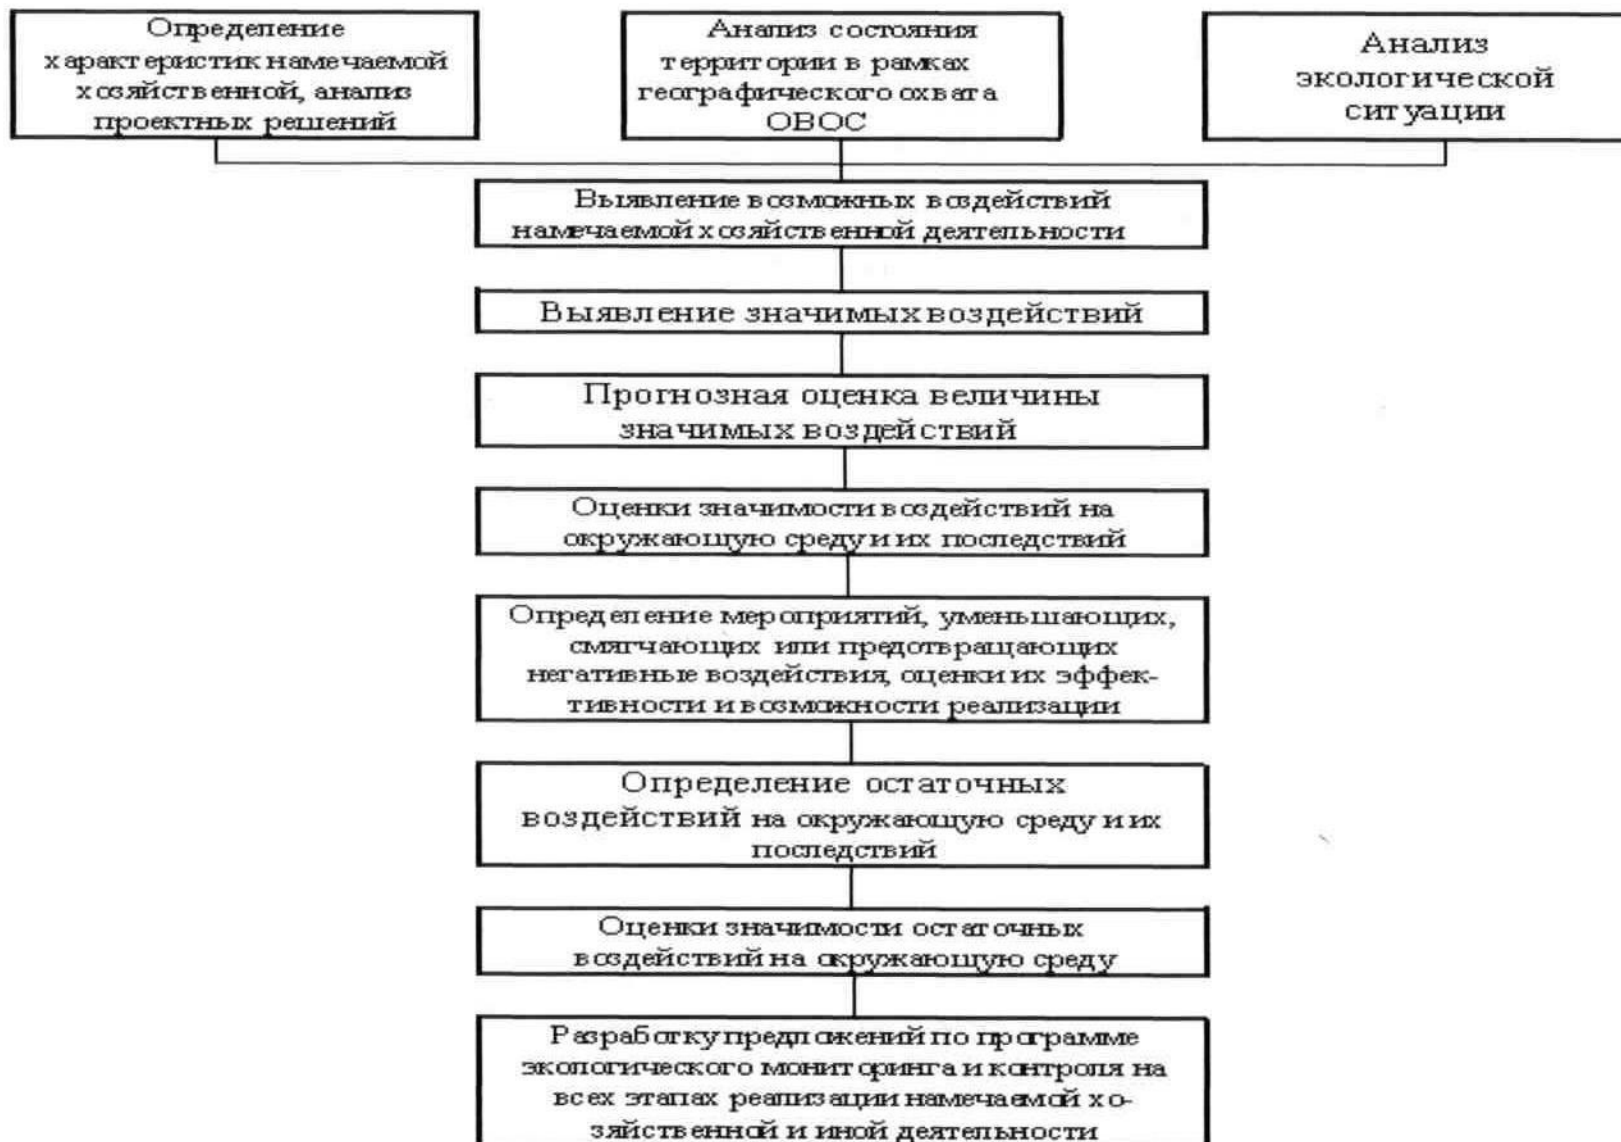 Определение
характеристик намечаемой
хозяйственной, анализ
проектных решений
Анализ состояния
территории в рамках
географического охвата
ОВОС
Анализ
экологической
ситуации
Выявление возможных воздействий
намечаемой хозяйственной деятельности
Выявление значимых воздействий
Прогнозная оценка величины
значимых воздействий
Оценки значимости воздействий на
окружающую среду и их последствий
Определение мероприятий, уменьшающих,
смягчающих или предотвращающих
негативные воздействия, оценки их эффек-
тивности и возможности реализации
Определение остаточных
воздействий на окружающую среду и их
последствий
Оценки значимости остаточных
воздействий на окружающую среду
Разработку предложений по программе
экологического мониторинга и контроля на
всех этапах реализации намечаемой хо-
зяйственной и иной деятельности